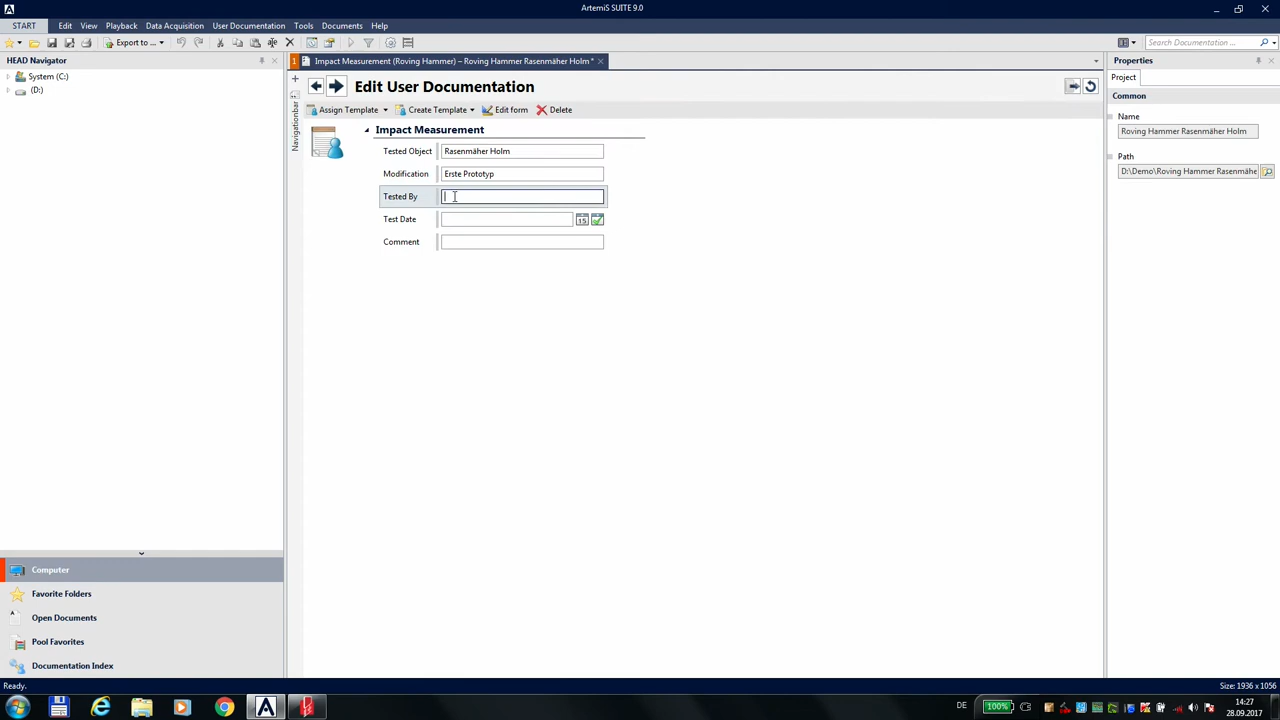 ArtemiS SUITE 9.0
START Edit View Playback Data Acquisition User Documentation Tools Documents Help
Export to ... Search Documentation ...
HEAD Navigator
System (C:)
(D:)
Computer
Favorite Folders
Open Documents
Pool Favorites
Documentation Index
1 Impact Measurement (Roving Hammer) – Roving Hammer Rasenmäher Holm *
Navigationbar
Edit User Documentation
Assign Template Create Template Edit form Delete
Impact Measurement
Tested Object Rasenmäher Holm
Modification Erste Prototyp
Tested By
Test Date 15
Comment
Properties
Project
Common
Name
Roving Hammer Rasenmäher Holm
Path
D:\Demo\Roving Hammer Rasenmähe
Ready. Size: 1936 x 1056
DE 100% 14:27
28.09.2017